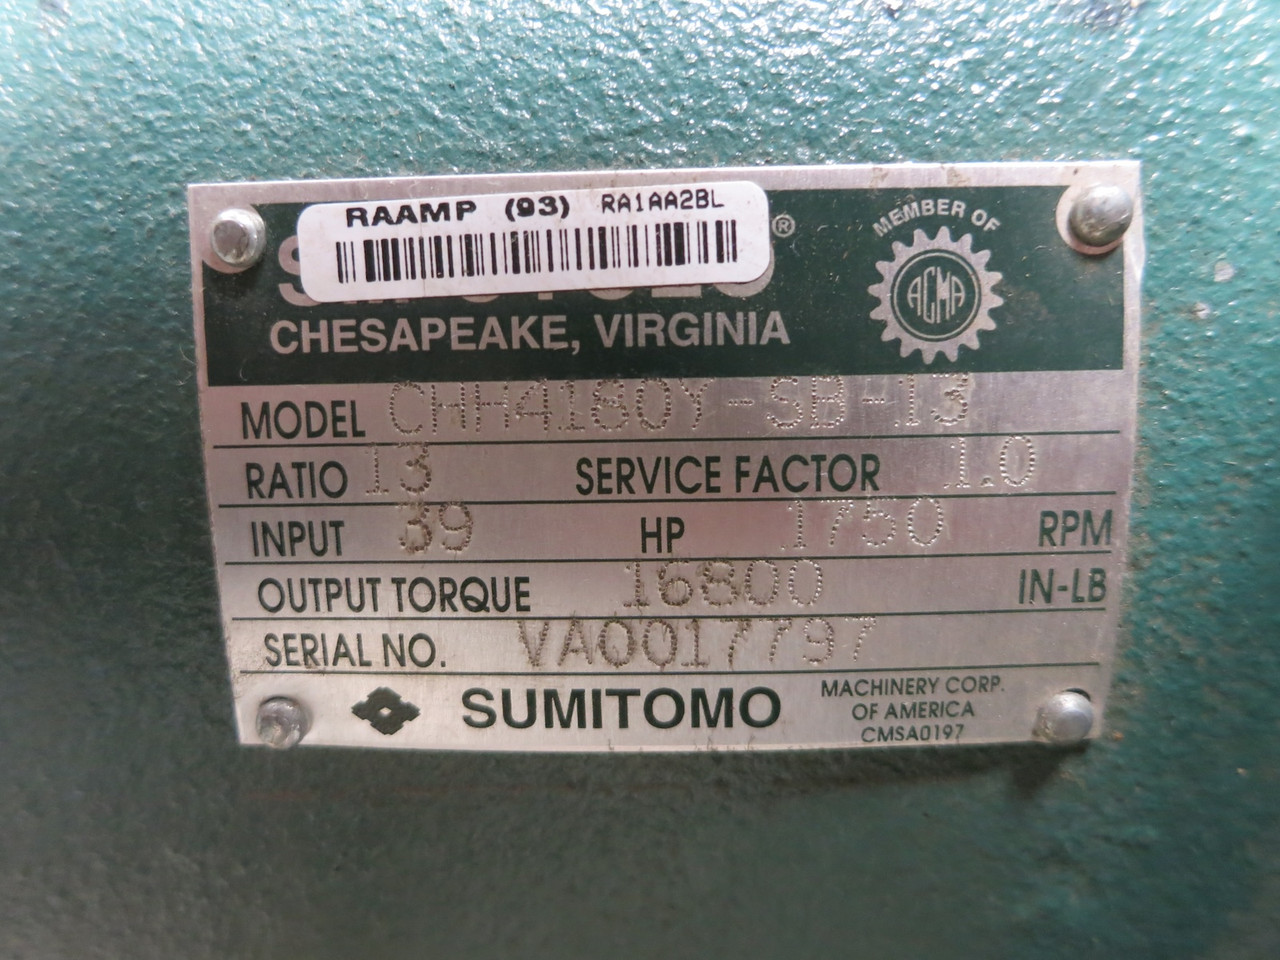 RAAMP (93) RA1AA2BL
®
CHESAPEAKE, VIRGINIA
MEMBER OF
AGMA
MODEL CHH4180Y-SB-13
RATIO 13 SERVICE FACTOR 1.0
INPUT 39 HP 1750 RPM
OUTPUT TORQUE 16800 IN-LB
SERIAL NO. VA0017797
SUMITOMO
MACHINERY CORP.
OF AMERICA
CMSA0197